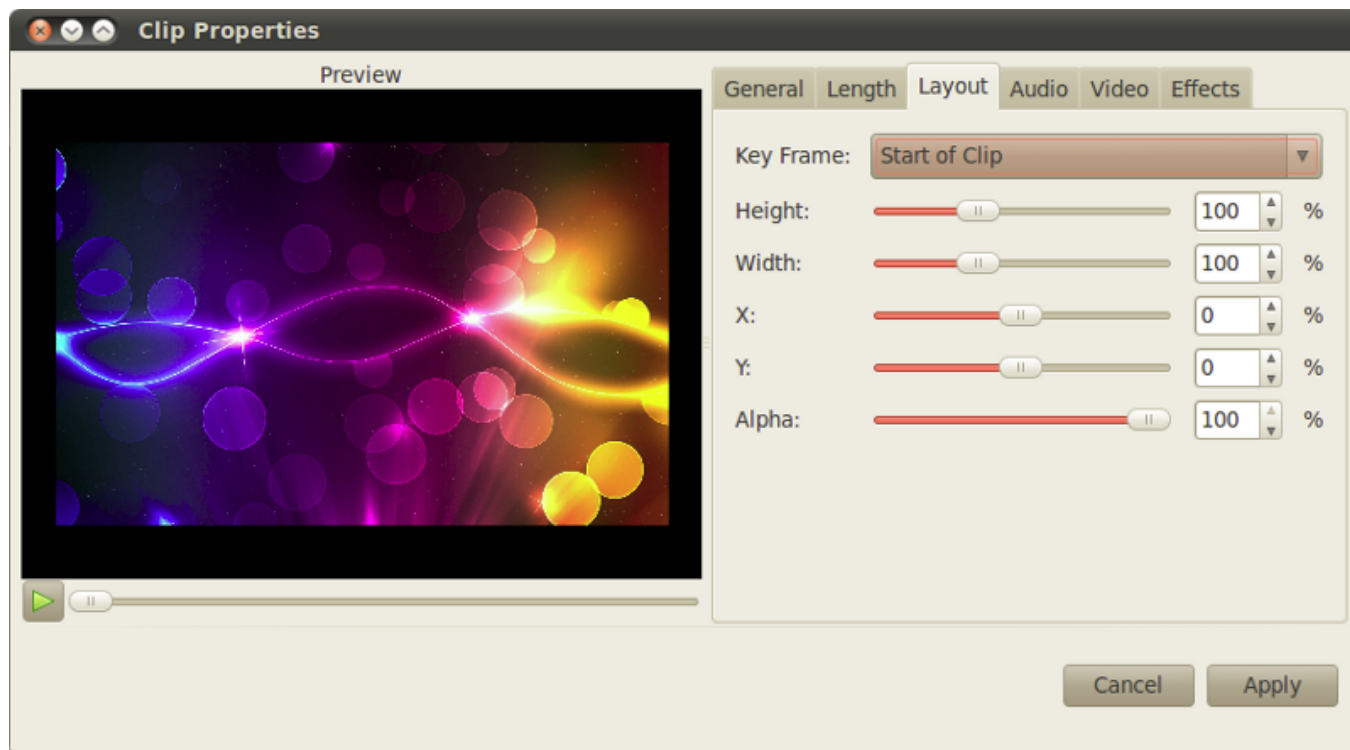 Clip Properties
Preview
General Length Layout Audio Video Effects
Key Frame: Start of Clip
Height: 100 %
Width: 100 %
X: 0 %
Y: 0 %
Alpha: 100 %
Cancel Apply